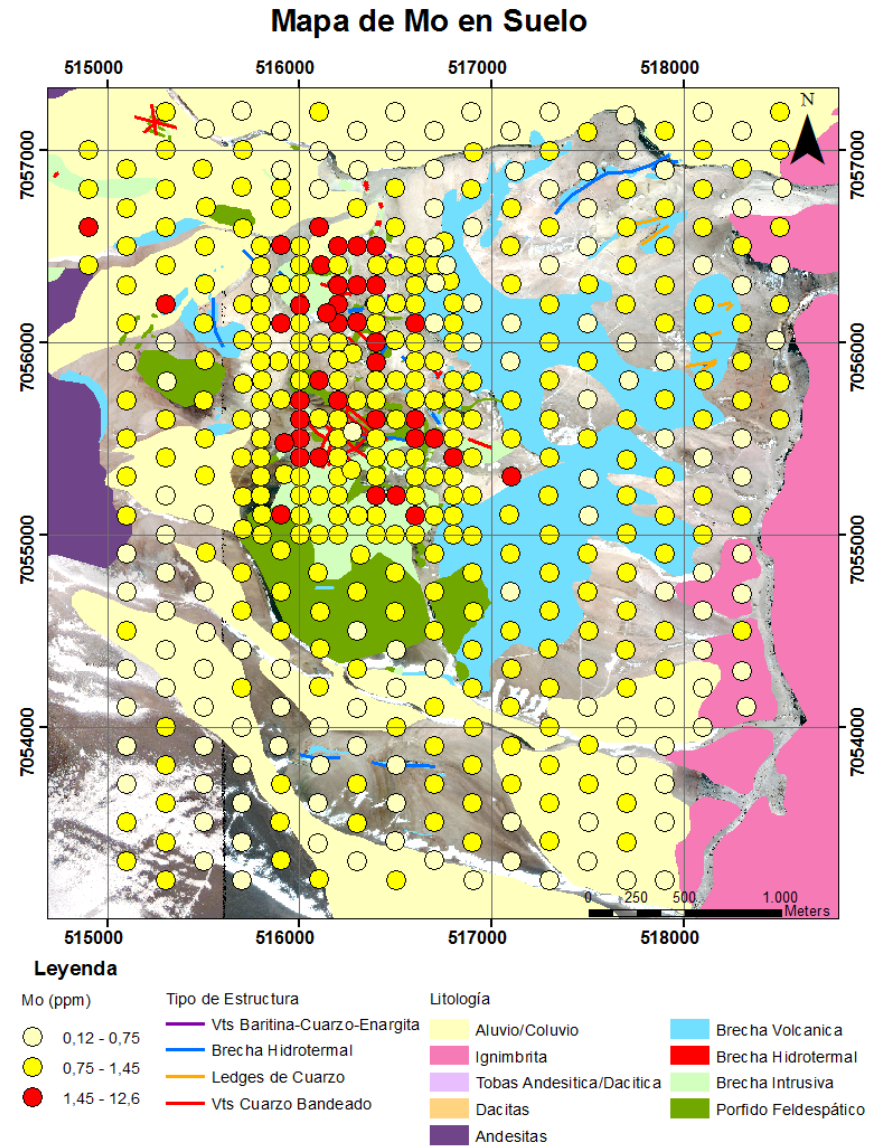 Mapa de Mo en Suelo
515000 516000 517000 518000
N
7057000 7057000
7056000 7056000
7055000 7055000
7054000 7054000
0 250 500 1.000
Meters
515000 516000 517000 518000
Leyenda
Mo (ppm)
0,12 - 0,75
0,75 - 1,45
1,45 - 12,6
Tipo de Estructura
Vts Baritina-Cuarzo-Enargita
Brecha Hidrotermal
Ledges de Cuarzo
Vts Cuarzo Bandeado
Litología
Aluvio/Coluvio
Ignimbrita
Tobas Andesitica/Dacitica
Dacitas
Andesitas
Brecha Volcanica
Brecha Hidrotermal
Brecha Intrusiva
Porfido Feldespático